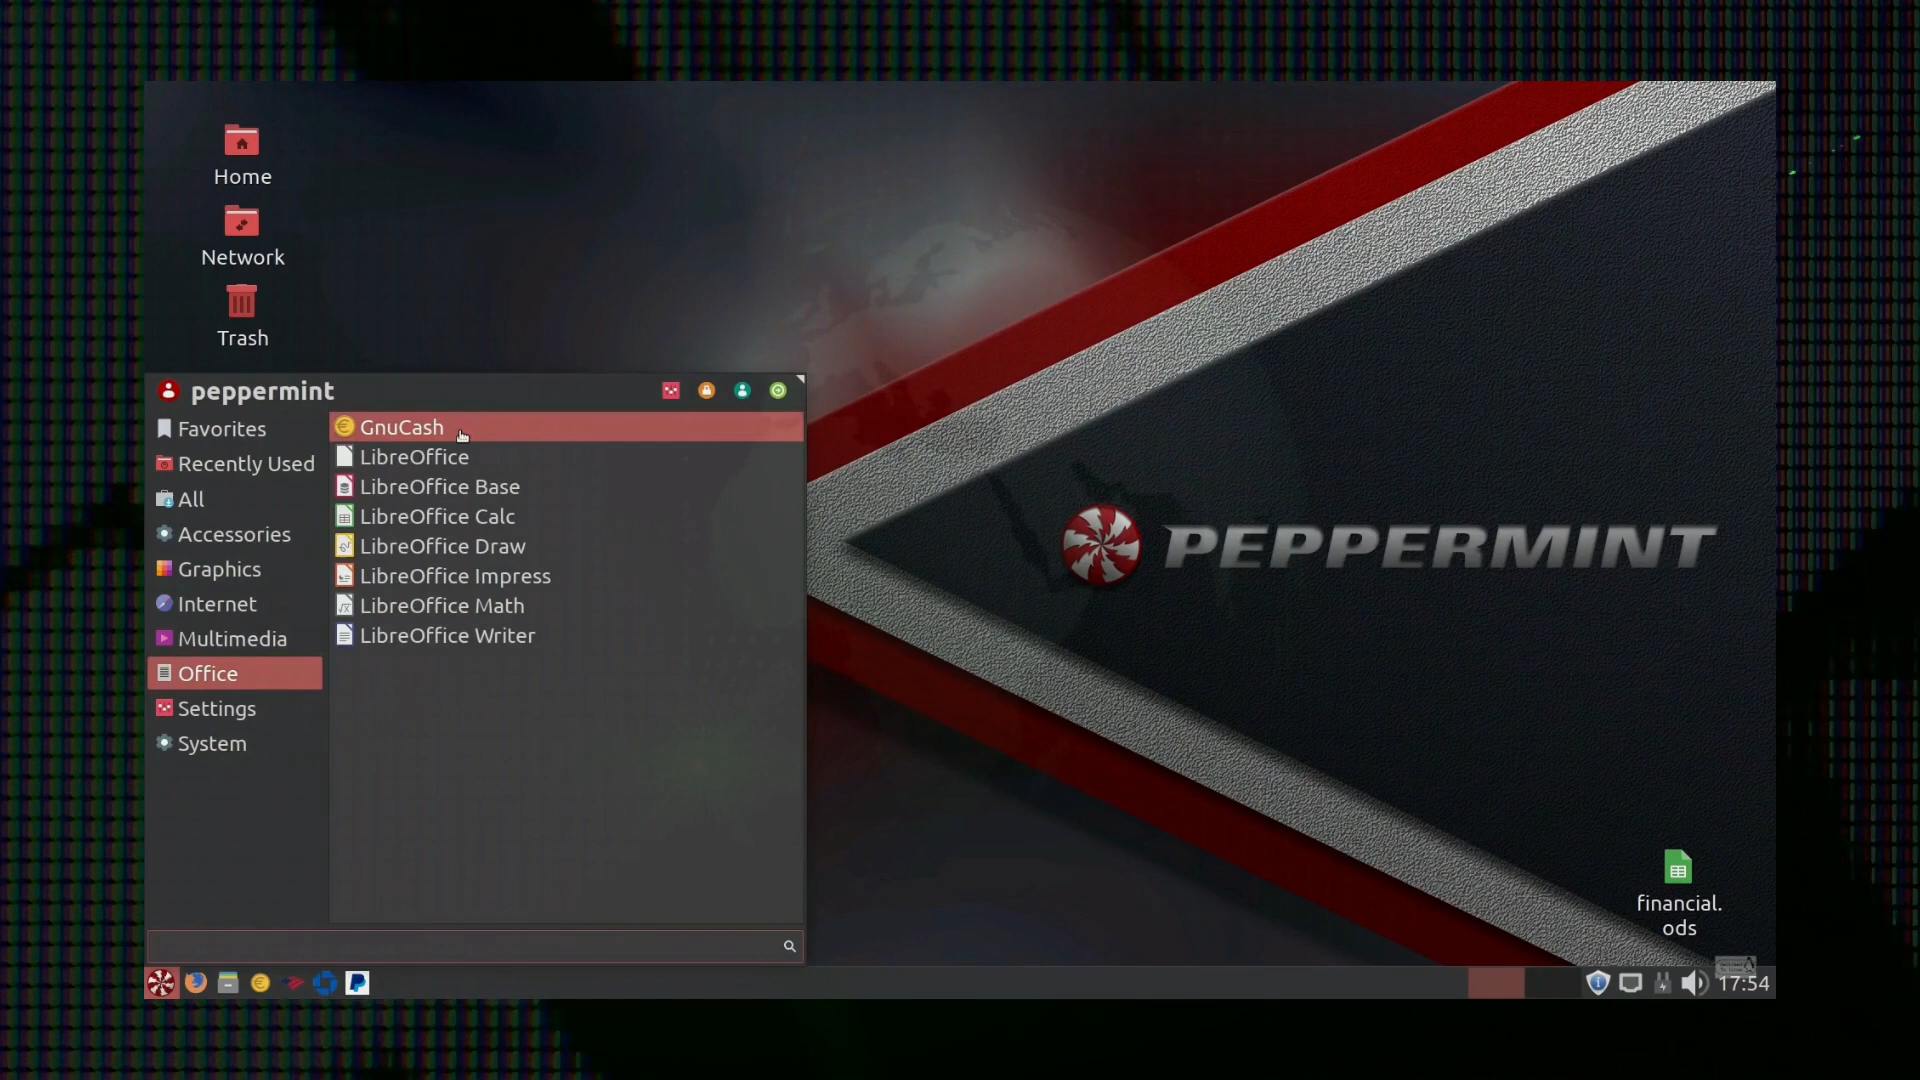 Home
Network
Trash
peppermint
Favorites
Recently Used
All
Accessories
Graphics
Internet
Multimedia
Office
Settings
System
GnuCash
LibreOffice
LibreOffice Base
LibreOffice Calc
LibreOffice Draw
LibreOffice Impress
LibreOffice Math
LibreOffice Writer
PEPPERMINT
financial.
ods
17:54